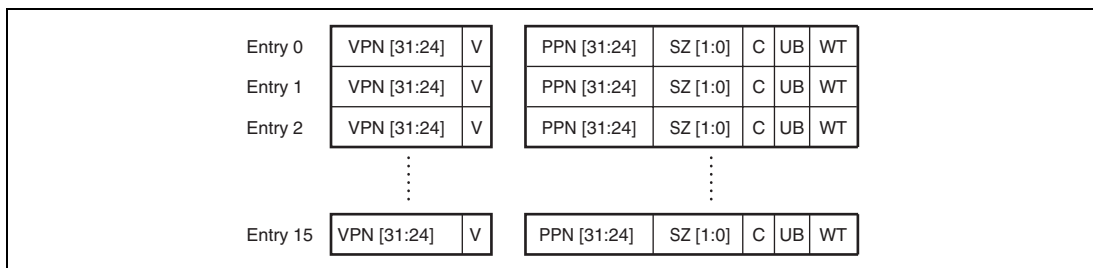 Entry 0 VPN [31:24] V PPN [31:24] SZ [1:0] C UB WT
Entry 1 VPN [31:24] V PPN [31:24] SZ [1:0] C UB WT
Entry 2 VPN [31:24] V PPN [31:24] SZ [1:0] C UB WT
Entry 15 VPN [31:24] V PPN [31:24] SZ [1:0] C UB WT